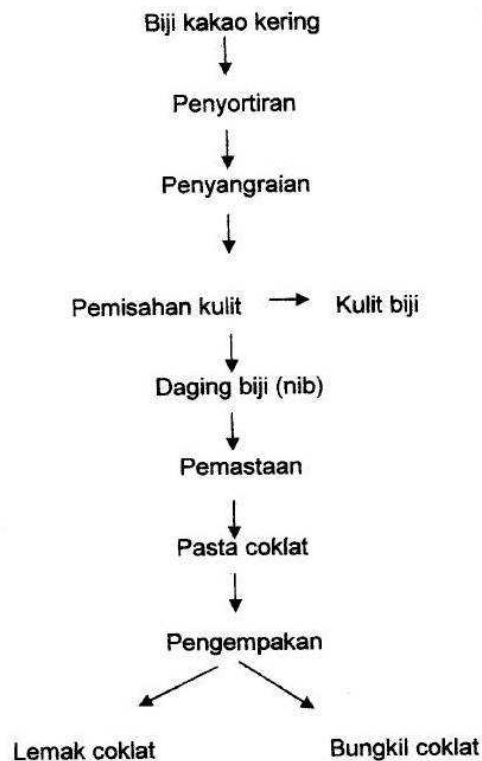 Biji kakao kering
Penyortiran
Penyangraian
Pemisahan kulit
Kulit biji
Daging biji (nib)
Pemastaan
Pasta coklat
Pengempakan
Lemak coklat
Bungkil coklat